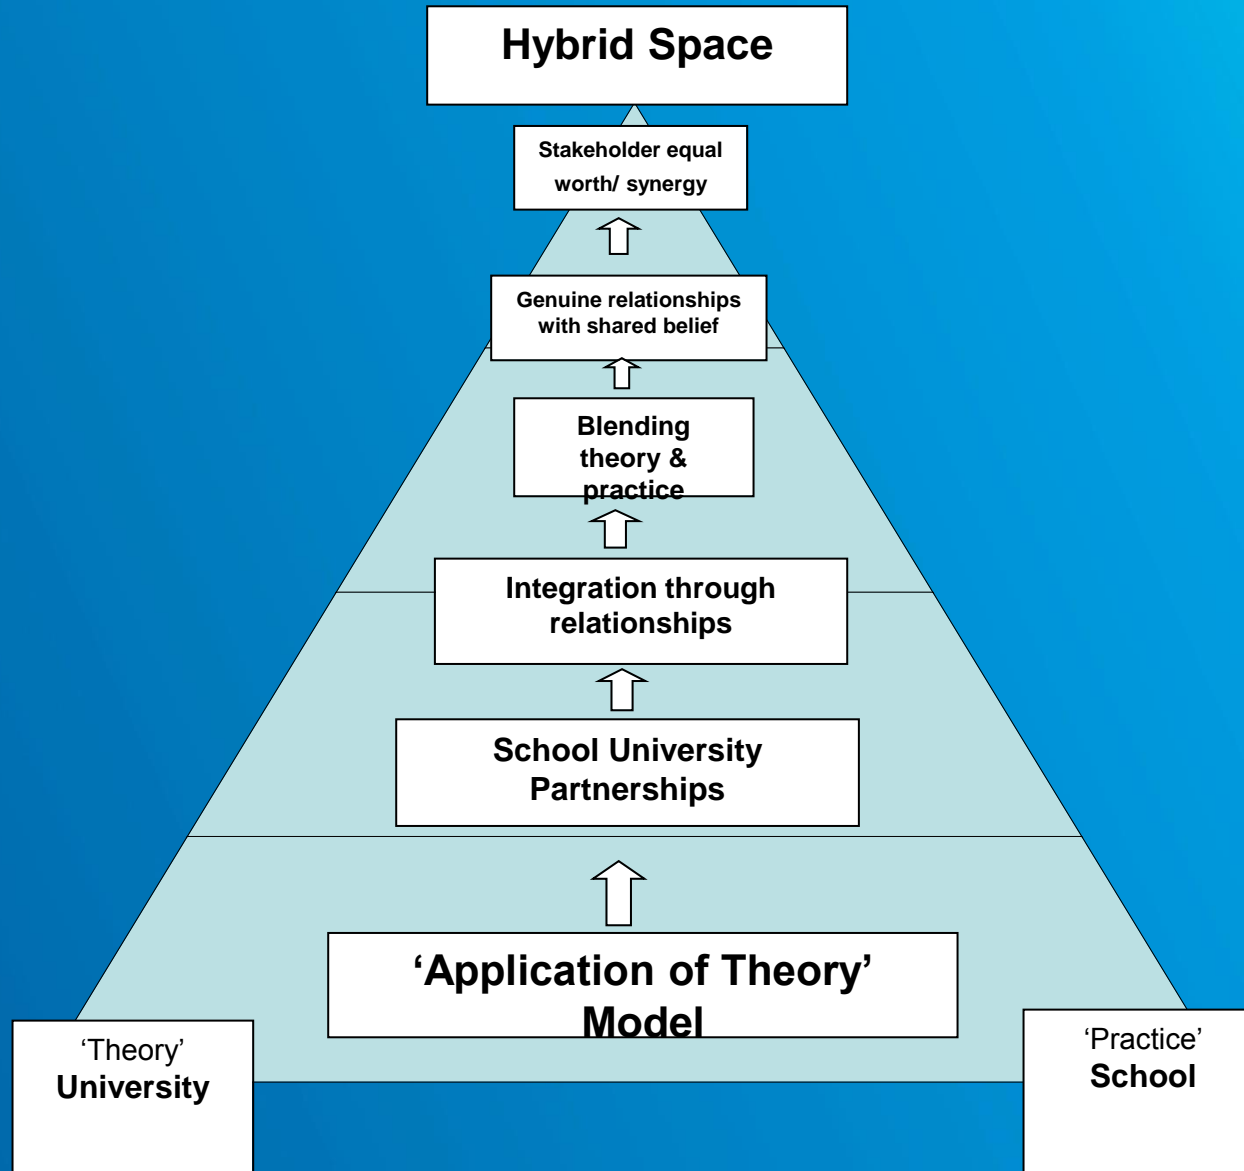 Hybrid Space
Stakeholder equal
worth/ synergy
Genuine relationships
with shared belief
Blending
theory &
practice
Integration through
relationships
School University
Partnerships
‘Application of Theory’
Model
‘Theory’
University
‘Practice’
School